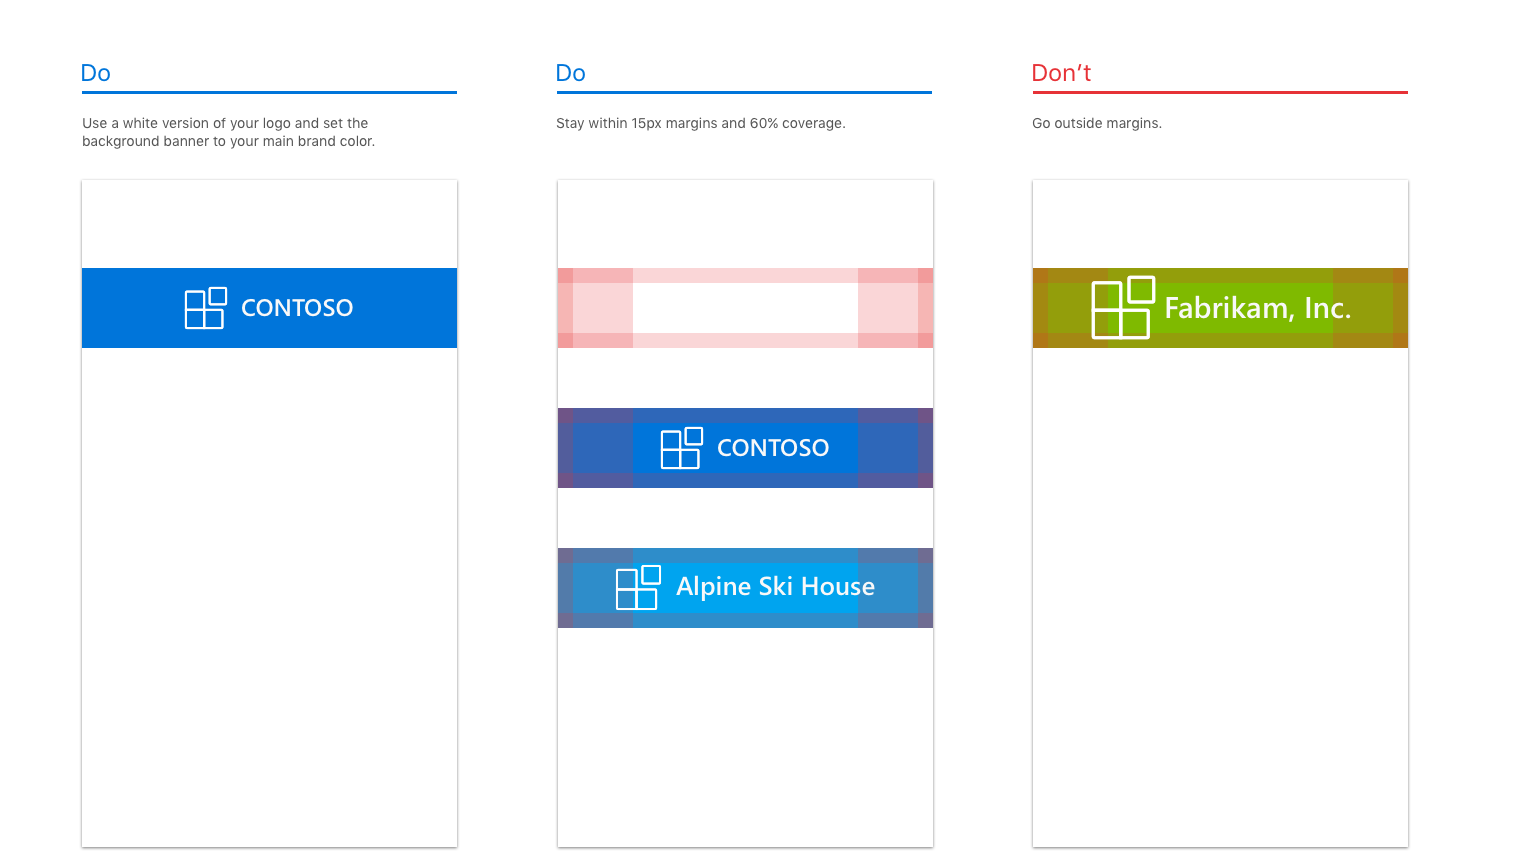 Do
Use a white version of your logo and set the
background banner to your main brand color.
CONTOSO
Do
Stay within 15px margins and 60% coverage.
CONTOSO
Alpine Ski House
Don’t
Go outside margins.
Fabrikam, Inc.